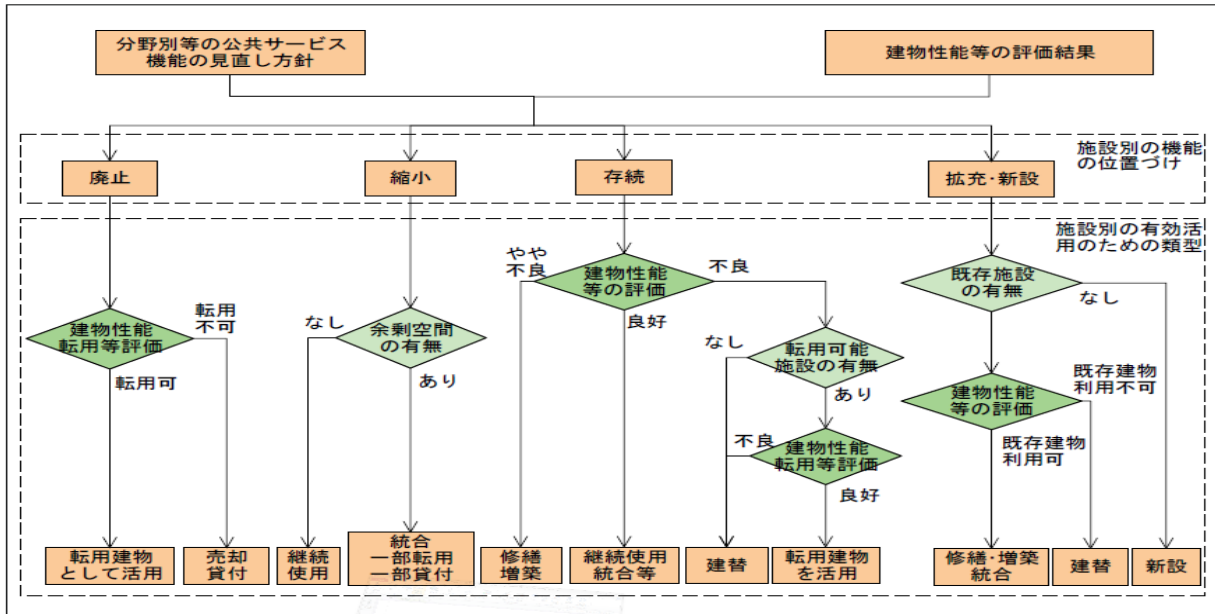 分野別等の公共サービス
機能の見直し方針
建物性能等の評価結果
施設別の機能
の位置づけ
廃止
縮小
存続
拡充・新設
施設別の有効活
用のための類型
やや
不良
建物性能
等の評価
不良
良好
既存施設
の有無
なし
転用
不可
建物性能
転用等評価
転用可
なし
余剰空間
の有無
あり
なし
転用可能
施設の有無
あり
既存建物
利用不可
建物性能
等の評価
既存建物
利用可
不良
建物性能
転用等評価
良好
転用建物
として活用
売却
貸付
継続
使用
統合
一部転用
一部貸付
修繕
増築
継続使用
統合等
建替
転用建物
を活用
修繕・増築
統合
建替
新設